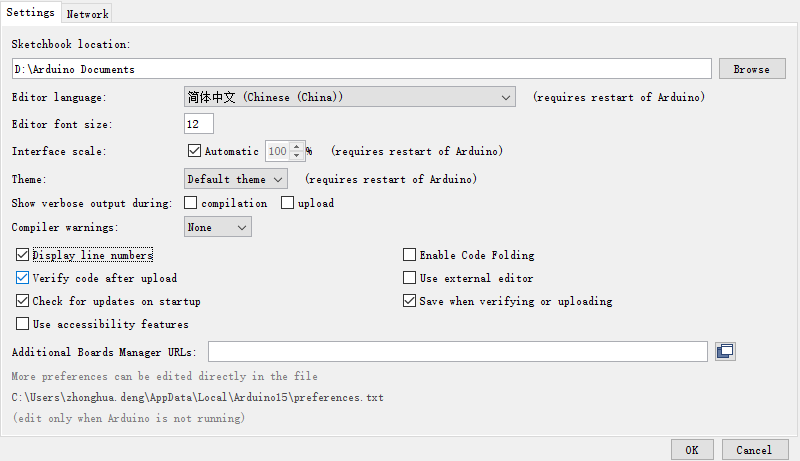 Settings Network
Sketchbook location:
D:\Arduino Documents Browse
Editor language: 简体中文 (Chinese (China)) (requires restart of Arduino)
Editor font size: 12
Interface scale: Automatic 100 % (requires restart of Arduino)
Theme: Default theme (requires restart of Arduino)
Show verbose output during: compilation upload
Compiler warnings: None
Display line numbers Enable Code Folding
Verify code after upload Use external editor
Check for updates on startup Save when verifying or uploading
Use accessibility features
Additional Boards Manager URLs:
More preferences can be edited directly in the file
C:\Users\zhonghua.deng\AppData\Local\Arduino15\preferences.txt
(edit only when Arduino is not running)
OK Cancel